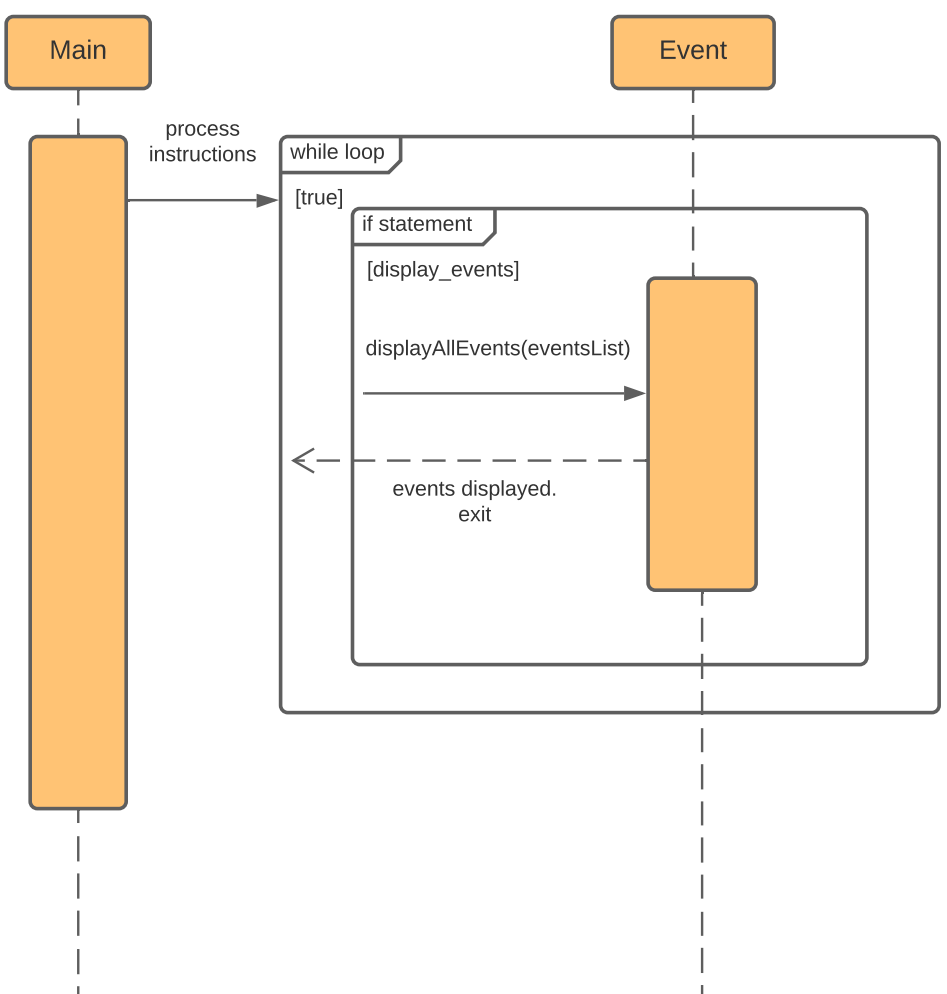 Main
Event
process
instructions
while loop
[true]
if statement
[display_events]
displayAllEvents(eventsList)
events displayed.
exit